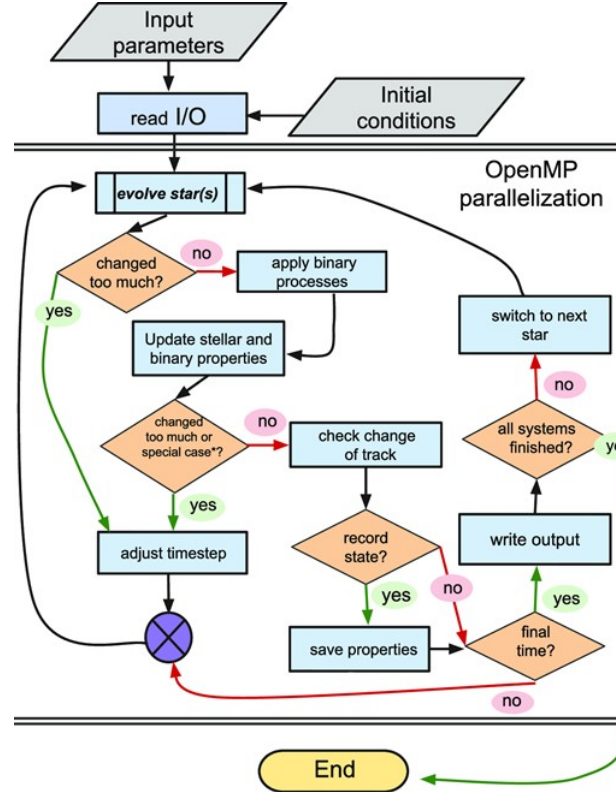 Input
parameters
read I/O
Initial
conditions
OpenMP
parallelization
evolve star(s)
changed
too much?
no
apply binary
processes
yes
switch to next
star
Update stellar and
binary properties
no
changed
too much or
special case*?
no
check change
of track
all systems
finished?
ye
yes
adjust timestep
record
state?
write output
no
yes
yes
save properties
final
time?
no
End